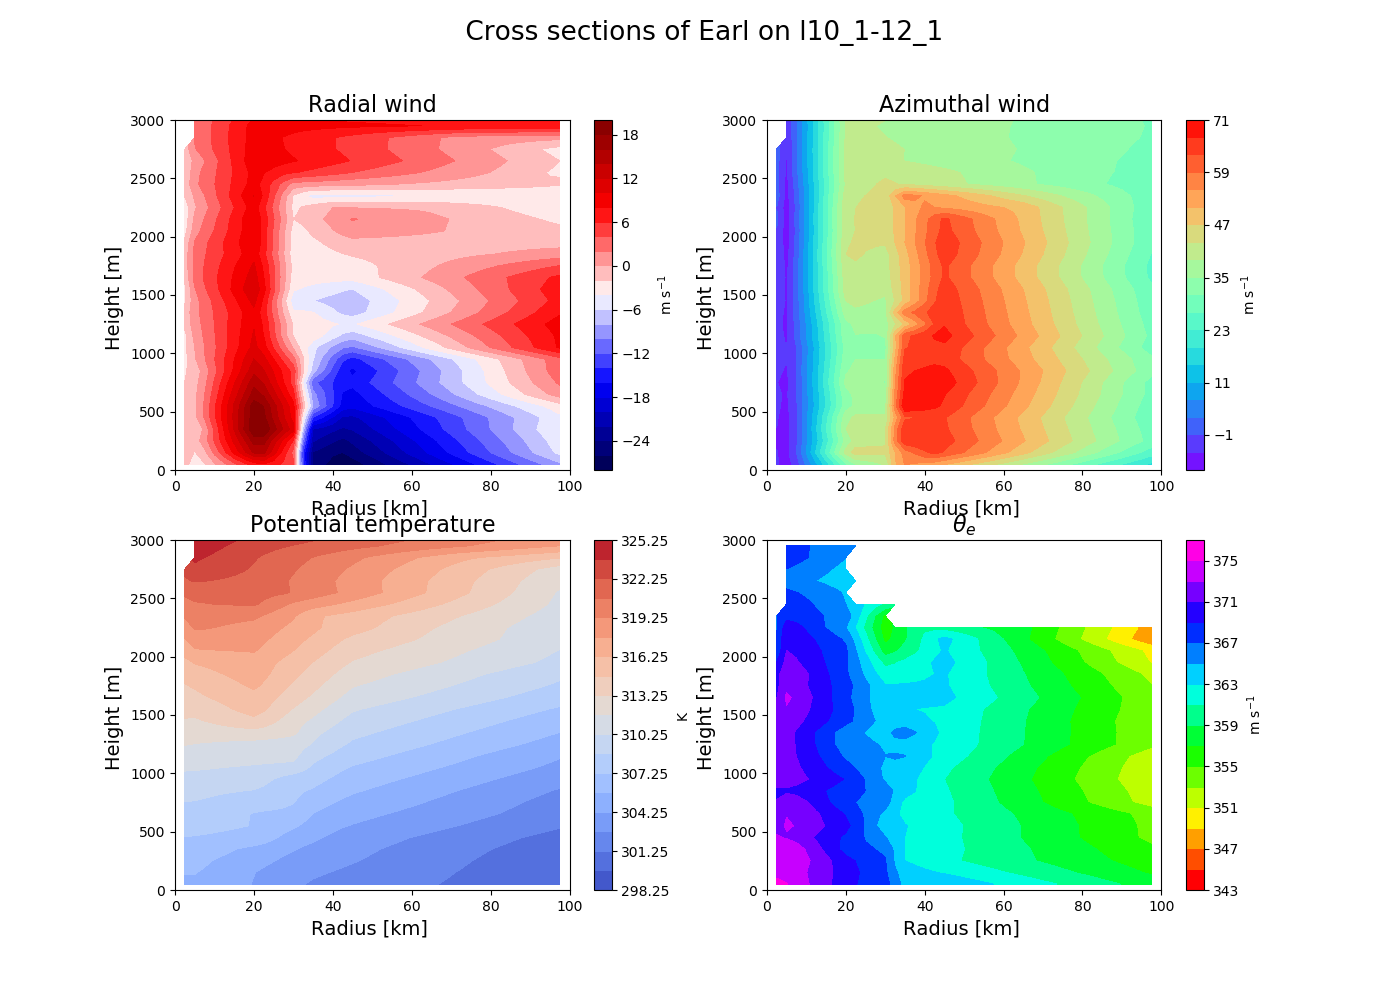 Cross sections of Earl on I10_1-12_1
Radial wind
3000
2500
2000
1500
1000
500
0
Height [m]
0 20 40 60 80 100
Radius [km]
18
12
6
0
−6
−12
−18
−24
m s⁻¹
Azimuthal wind
3000
2500
2000
1500
1000
500
0
Height [m]
0 20 40 60 80 100
Radius [km]
71
59
47
35
23
11
−1
m s⁻¹
Potential temperature
3000
2500
2000
1500
1000
500
0
Height [m]
0 20 40 60 80 100
Radius [km]
325.25
322.25
319.25
316.25
313.25
310.25
307.25
304.25
301.25
298.25
K
θₑ
3000
2500
2000
1500
1000
500
0
Height [m]
0 20 40 60 80 100
Radius [km]
375
371
367
363
359
355
351
347
343
m s⁻¹